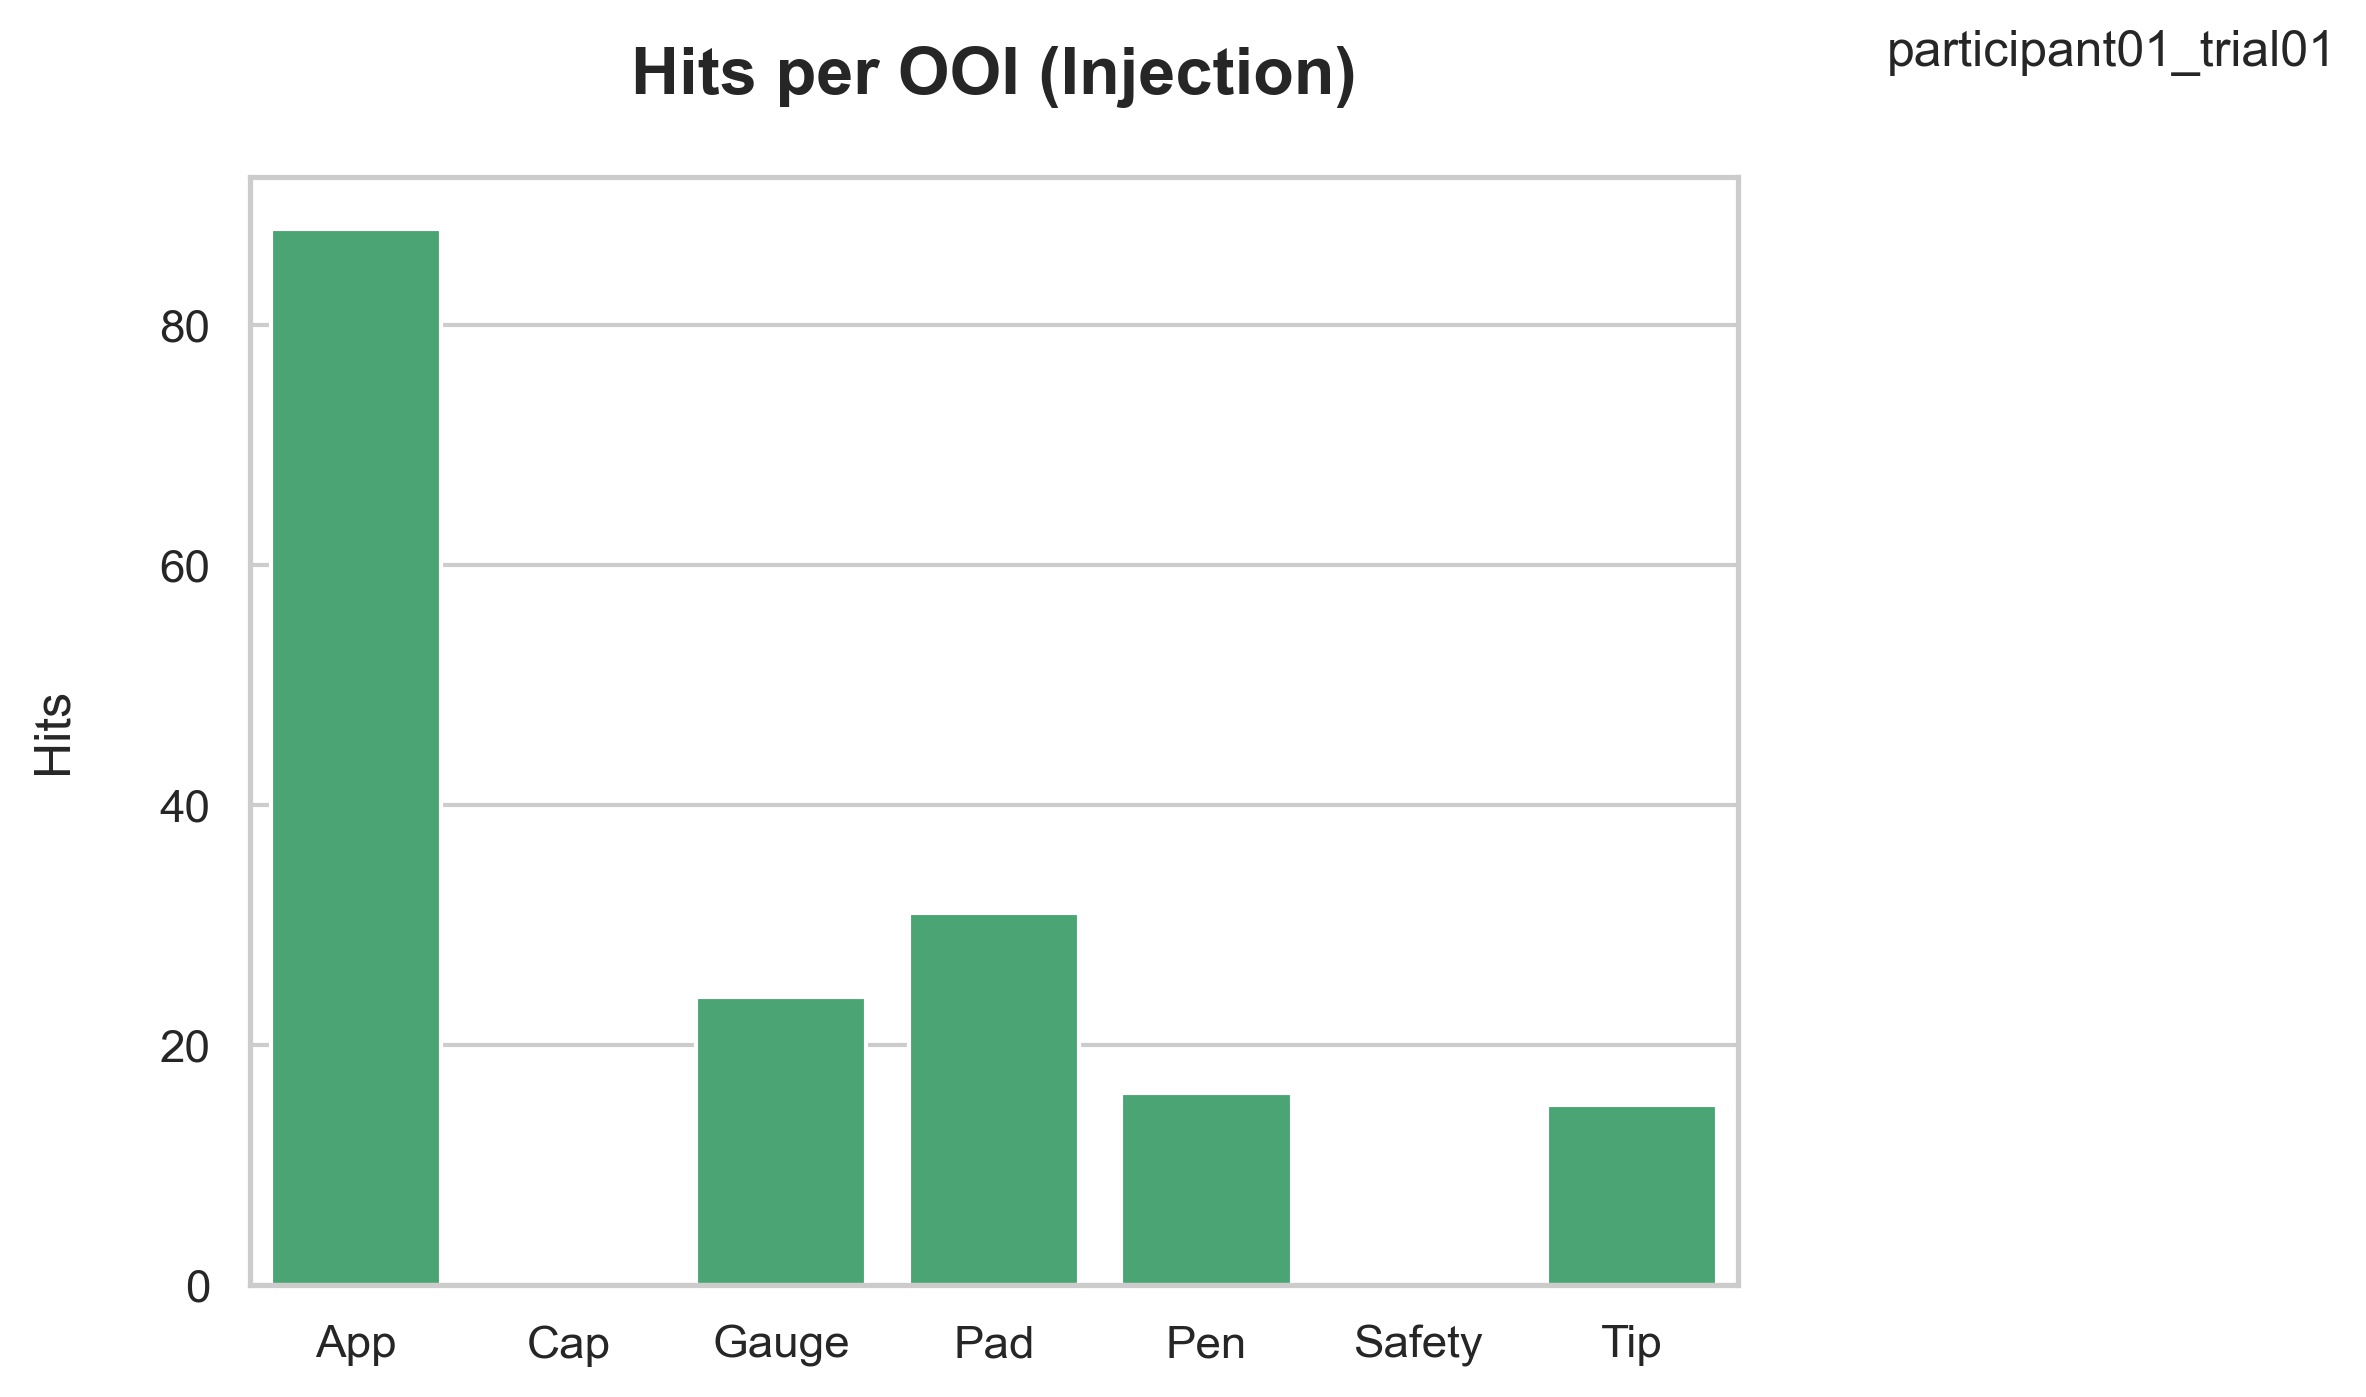 participant01_trial01
Hits per OOI (Injection)
Hits
80
60
40
20
0
App Cap Gauge Pad Pen Safety Tip